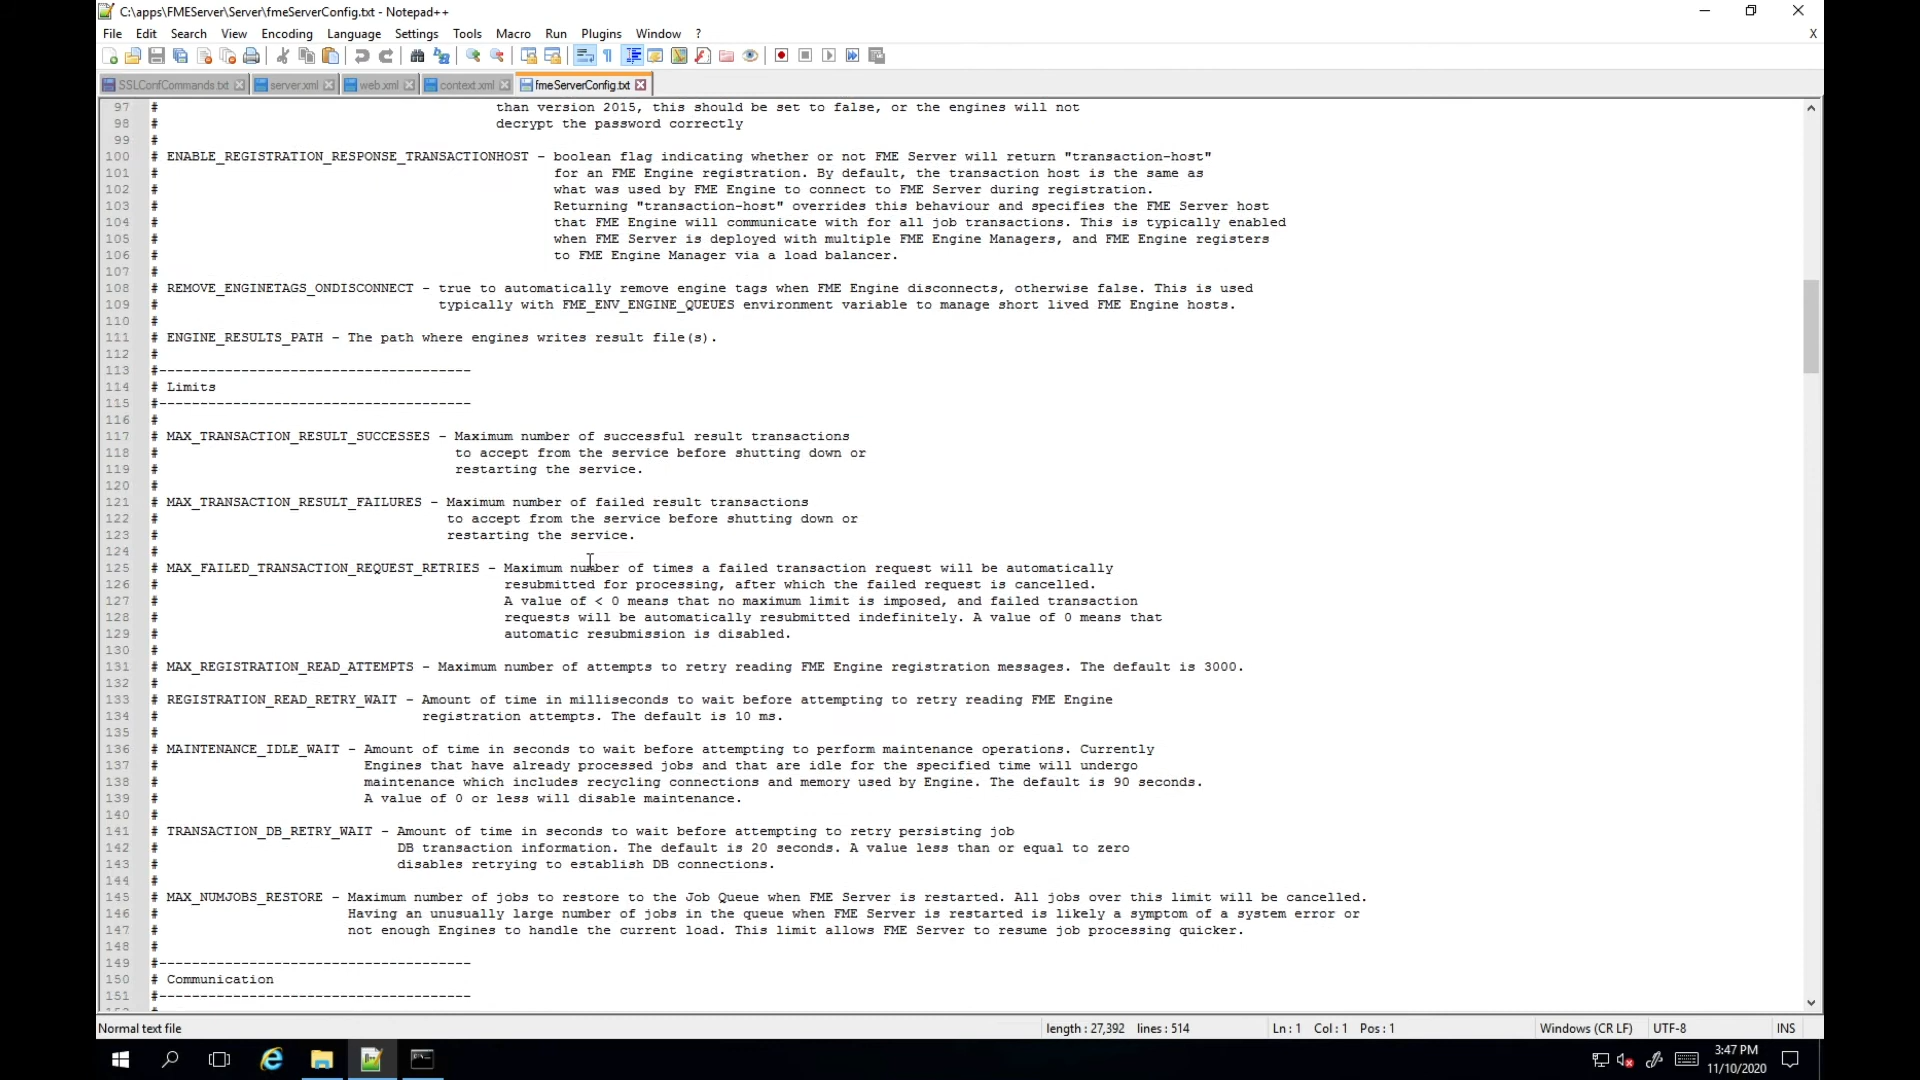 C:\apps\FMEServer\Server\fmeServerConfig.txt - Notepad++
File Edit Search View Encoding Language Settings Tools Macro Run Plugins Window ? X
SSLConfCommands.txt server.xml web.xml context.xml fmeServerConfig.txt
97 # than version 2015, this should be set to false, or the engines will not
98 # decrypt the password correctly
99 #
100 # ENABLE_REGISTRATION_RESPONSE_TRANSACTIONHOST - boolean flag indicating whether or not FME Server will return "transaction-host"
101 # for an FME Engine registration. By default, the transaction host is the same as
102 # what was used by FME Engine to connect to FME Server during registration.
103 # Returning "transaction-host" overrides this behaviour and specifies the FME Server host
104 # that FME Engine will communicate with for all job transactions. This is typically enabled
105 # when FME Server is deployed with multiple FME Engine Managers, and FME Engine registers
106 # to FME Engine Manager via a load balancer.
107 #
108 # REMOVE_ENGINETAGS_ONDISCONNECT - true to automatically remove engine tags when FME Engine disconnects, otherwise false. This is used
109 # typically with FME_ENV_ENGINE_QUEUES environment variable to manage short lived FME Engine hosts.
110 #
111 # ENGINE_RESULTS_PATH - The path where engines writes result file(s).
112 #
113 #--------------------------------------
114 # Limits
115 #--------------------------------------
116 #
117 # MAX_TRANSACTION_RESULT_SUCCESSES - Maximum number of successful result transactions
118 # to accept from the service before shutting down or
119 # restarting the service.
120 #
121 # MAX_TRANSACTION_RESULT_FAILURES - Maximum number of failed result transactions
122 # to accept from the service before shutting down or
123 # restarting the service.
124 #
125 # MAX_FAILED_TRANSACTION_REQUEST_RETRIES - Maximum number of times a failed transaction request will be automatically
126 # resubmitted for processing, after which the failed request is cancelled.
127 # A value of < 0 means that no maximum limit is imposed, and failed transaction
128 # requests will be automatically resubmitted indefinitely. A value of 0 means that
129 # automatic resubmission is disabled.
130 #
131 # MAX_REGISTRATION_READ_ATTEMPTS - Maximum number of attempts to retry reading FME Engine registration messages. The default is 3000.
132 #
133 # REGISTRATION_READ_RETRY_WAIT - Amount of time in milliseconds to wait before attempting to retry reading FME Engine
134 # registration attempts. The default is 10 ms.
135 #
136 # MAINTENANCE_IDLE_WAIT - Amount of time in seconds to wait before attempting to perform maintenance operations. Currently
137 # Engines that have already processed jobs and that are idle for the specified time will undergo
138 # maintenance which includes recycling connections and memory used by Engine. The default is 90 seconds.
139 # A value of 0 or less will disable maintenance.
140 #
141 # TRANSACTION_DB_RETRY_WAIT - Amount of time in seconds to wait before attempting to retry persisting job
142 # DB transaction information. The default is 20 seconds. A value less than or equal to zero
143 # disables retrying to establish DB connections.
144 #
145 # MAX_NUMJOBS_RESTORE - Maximum number of jobs to restore to the Job Queue when FME Server is restarted. All jobs over this limit will be cancelled.
146 # Having an unusually large number of jobs in the queue when FME Server is restarted is likely a symptom of a system error or
147 # not enough Engines to handle the current load. This limit allows FME Server to resume job processing quicker.
148 #
149 #--------------------------------------
150 # Communication
151 #--------------------------------------
Normal text file length : 27,392 lines : 514 Ln : 1 Col : 1 Pos : 1 Windows (CR LF) UTF-8 INS
3:47 PM
11/10/2020